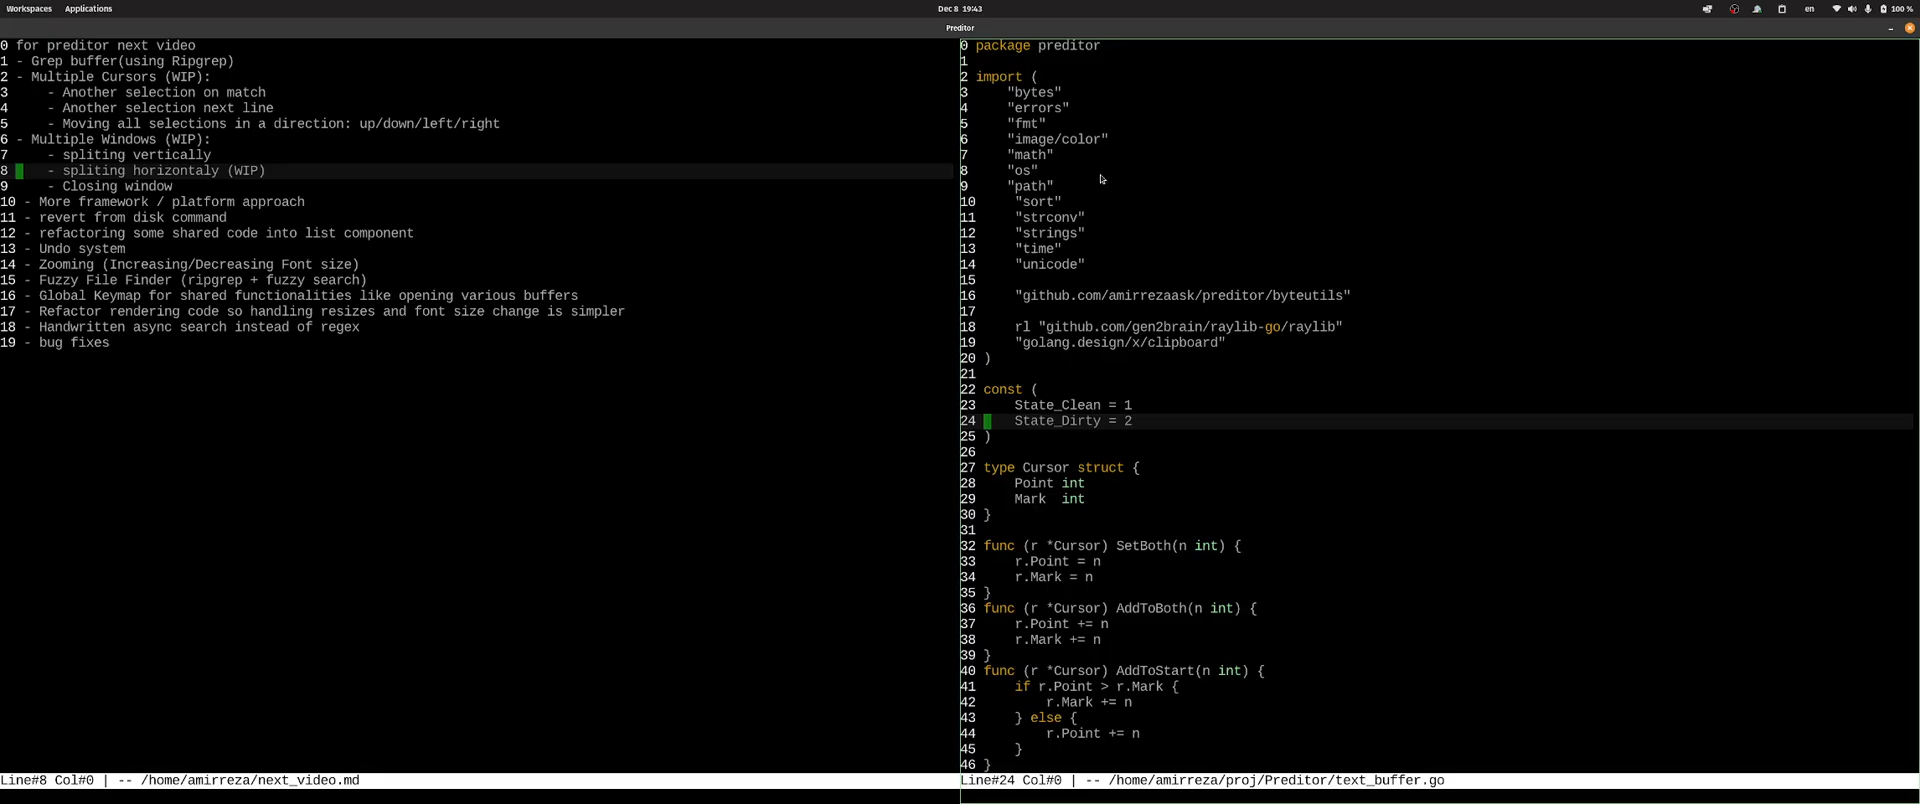 Workspaces Applications
Dec 8 19:43
en
100 %
Preditor
0 for preditor next video
1 - Grep buffer(using Ripgrep)
2 - Multiple Cursors (WIP):
3     - Another selection on match
4     - Another selection next line
5     - Moving all selections in a direction: up/down/left/right
6 - Multiple Windows (WIP):
7     - spliting vertically
8     - spliting horizontaly (WIP)
9     - Closing window
10 - More framework / platform approach
11 - revert from disk command
12 - refactoring some shared code into list component
13 - Undo system
14 - Zooming (Increasing/Decreasing Font size)
15 - Fuzzy File Finder (ripgrep + fuzzy search)
16 - Global Keymap for shared functionalities like opening various buffers
17 - Refactor rendering code so handling resizes and font size change is simpler
18 - Handwritten async search instead of regex
19 - bug fixes
Line#8 Col#0 | -- /home/amirreza/next_video.md
0 package preditor
1
2 import (
3     "bytes"
4     "errors"
5     "fmt"
6     "image/color"
7     "math"
8     "os"
9     "path"
10     "sort"
11     "strconv"
12     "strings"
13     "time"
14     "unicode"
15
16     "github.com/amirrezaask/preditor/byteutils"
17
18     rl "github.com/gen2brain/raylib-go/raylib"
19     "golang.design/x/clipboard"
20 )
21
22 const (
23     State_Clean = 1
24     State_Dirty = 2
25 )
26
27 type Cursor struct {
28     Point int
29     Mark  int
30 }
31
32 func (r *Cursor) SetBoth(n int) {
33     r.Point = n
34     r.Mark = n
35 }
36 func (r *Cursor) AddToBoth(n int) {
37     r.Point += n
38     r.Mark += n
39 }
40 func (r *Cursor) AddToStart(n int) {
41     if r.Point > r.Mark {
42         r.Mark += n
43     } else {
44         r.Point += n
45     }
46 }
Line#24 Col#0 | -- /home/amirreza/proj/Preditor/text_buffer.go